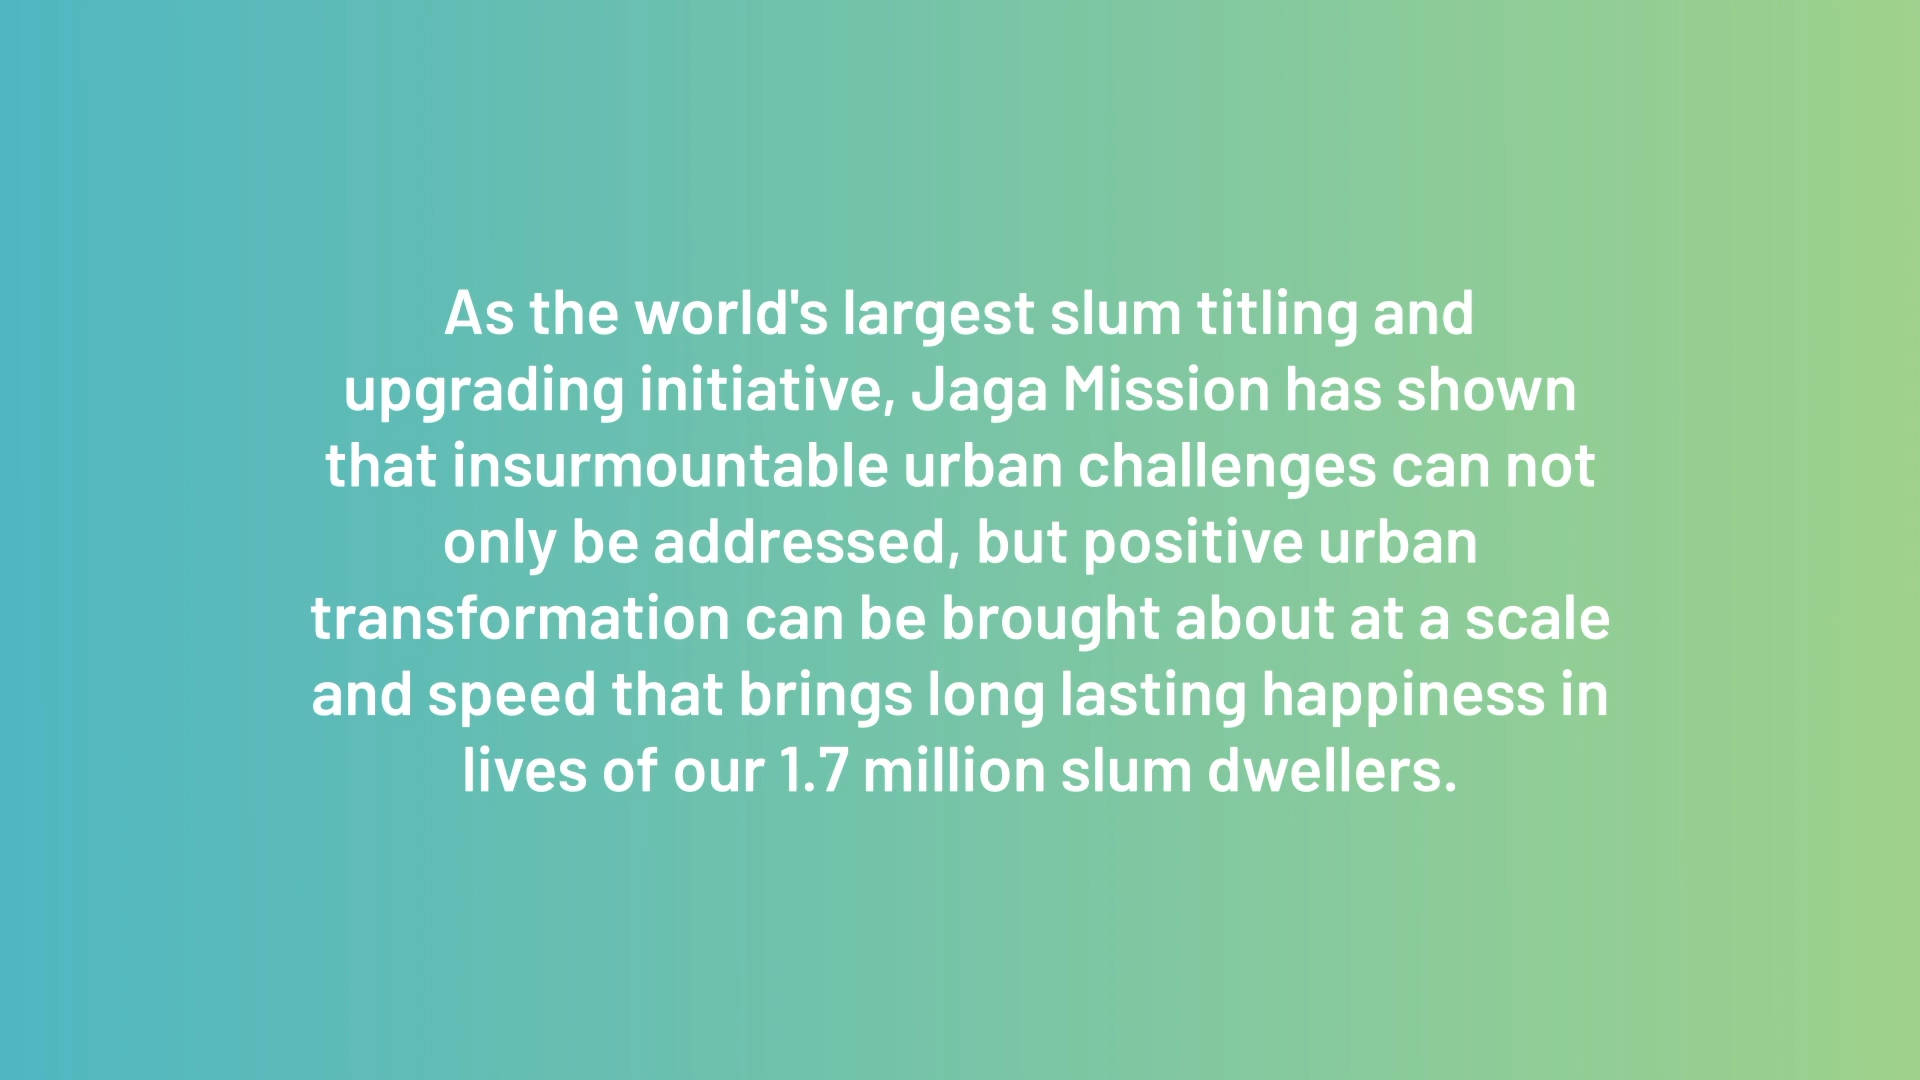 As the world's largest slum titling and
upgrading initiative, Jaga Mission has shown
that insurmountable urban challenges can not
only be addressed, but positive urban
transformation can be brought about at a scale
and speed that brings long lasting happiness in
lives of our 1.7 million slum dwellers.